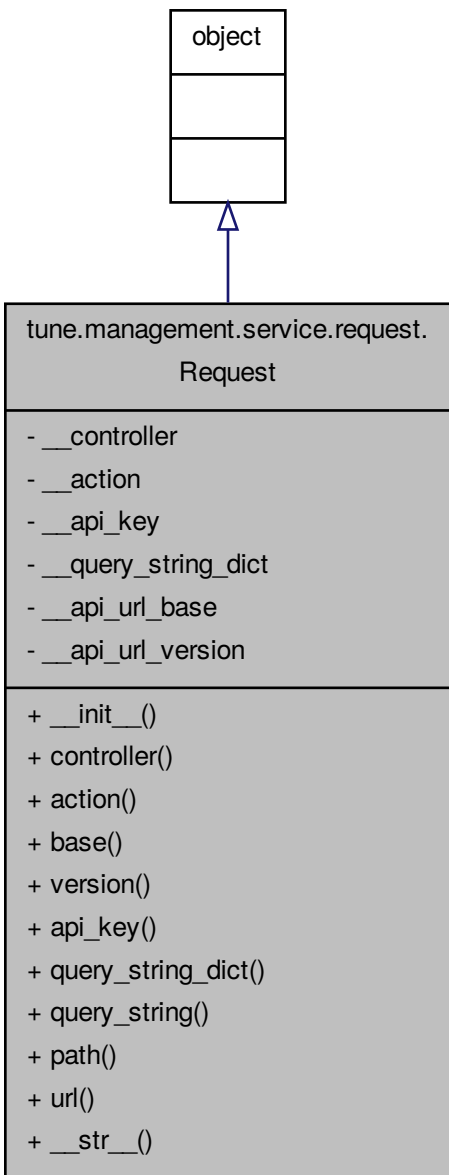 object
tune.management.service.request.
Request
- __controller
- __action
- __api_key
- __query_string_dict
- __api_url_base
- __api_url_version
+ __init__()
+ controller()
+ action()
+ base()
+ version()
+ api_key()
+ query_string_dict()
+ query_string()
+ path()
+ url()
+ __str__()